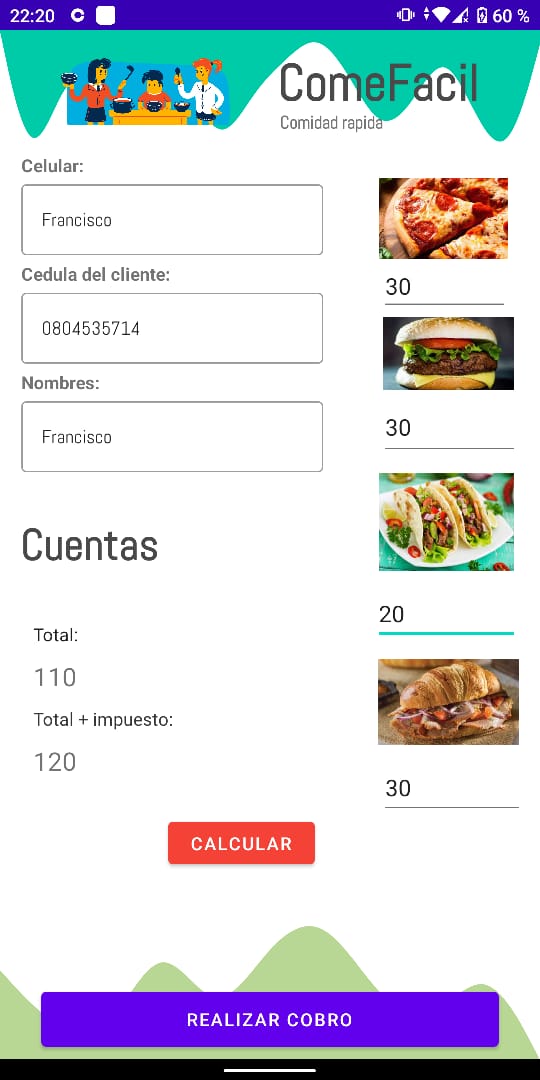 22:20
60 %
ComeFacil
Comidad rapida
Celular:
Francisco
Cedula del cliente:
0804535714
Nombres:
Francisco
30
30
20
30
Cuentas
Total:
110
Total + impuesto:
120
CALCULAR
REALIZAR COBRO